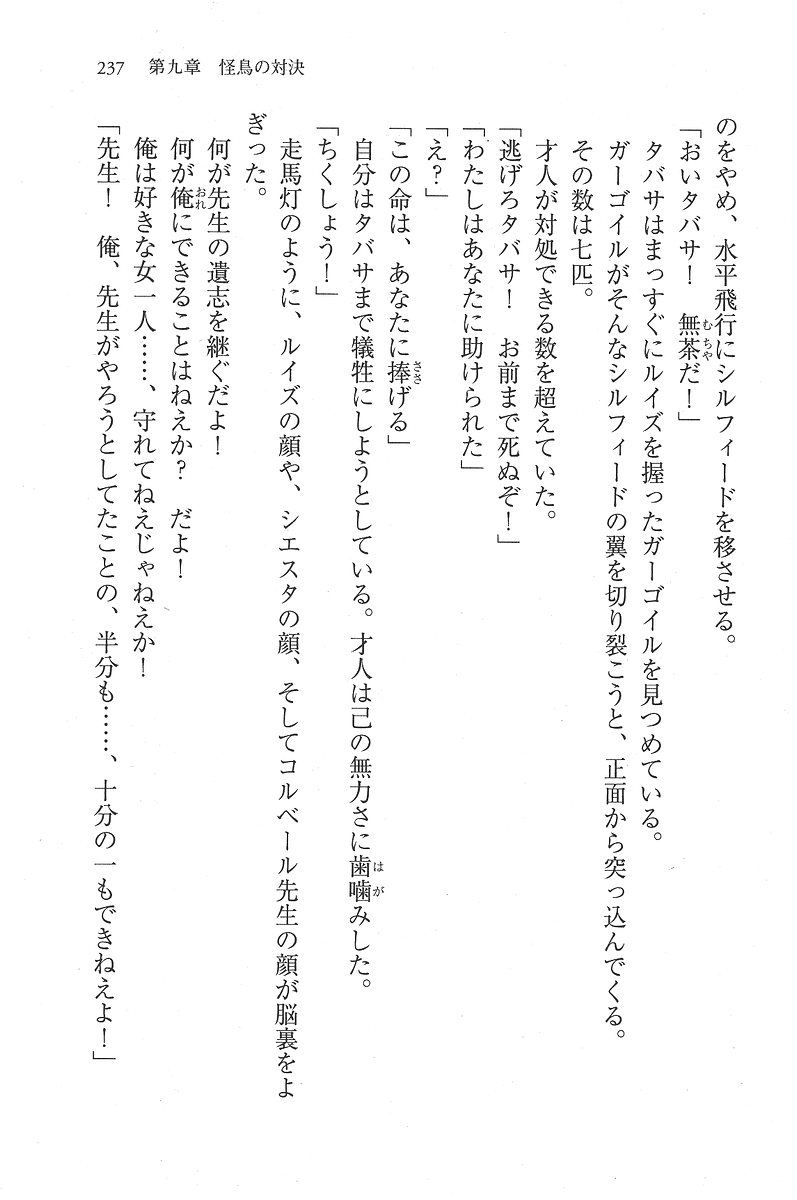 237　第九章　怪鳥の対決
のをやめ、水平飛行にシルフィードを移させる。
「おいタバサ！　無茶だ！」
タバサはまっすぐにルイズを握ったガーゴイルを見つめている。
ガーゴイルがそんなシルフィードの翼を切り裂こうと、正面から突っ込んでくる。
その数は七匹。
才人が対処できる数を超えていた。
「逃げろタバサ！　お前まで死ぬぞ！」
「わたしはあなたに助けられた」
「え？」
「この命は、あなたに捧げる」
自分はタバサまで犠牲にしようとしている。才人は己の無力さに歯噛みした。
「ちくしょう！」
走馬灯のように、ルイズの顔や、シエスタの顔、そしてコルベール先生の顔が脳裏をよ
ぎった。
何が先生の遺志を継ぐだよ！
何が俺にできることはねえか？　だよ！
俺は好きな女一人……、守れてねえじゃねえか！
「先生！　俺、先生がやろうとしてたことの、半分も……、十分の一もできねえよ！」